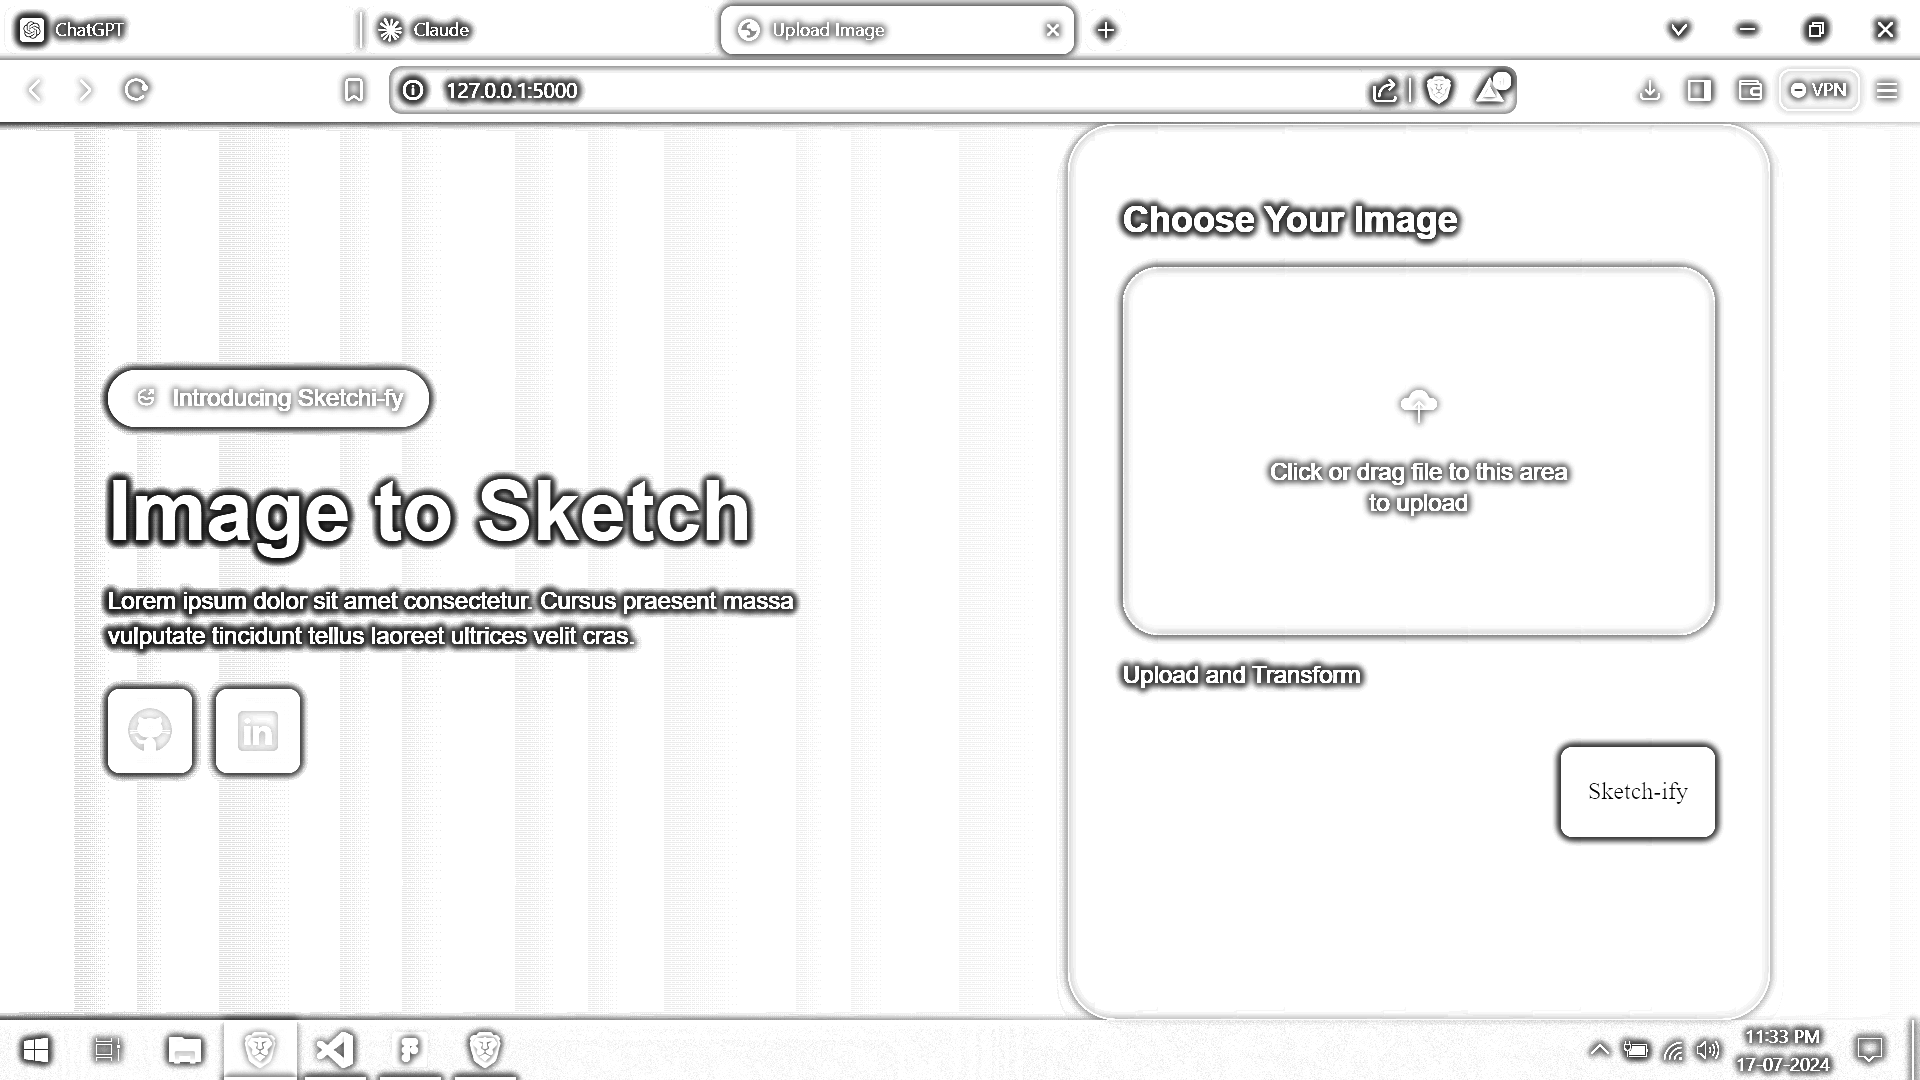 ChatGPT
Claude
Upload Image
127.0.0.1:5000
VPN
Introducing Sketchi-fy
Image to Sketch
Lorem ipsum dolor sit amet consectetur. Cursus praesent massa
vulputate tincidunt tellus laoreet ultrices velit cras.
in
Choose Your Image
Click or drag file to this area
to upload
Upload and Transform
Sketch-ify
11:33 PM
17-07-2024